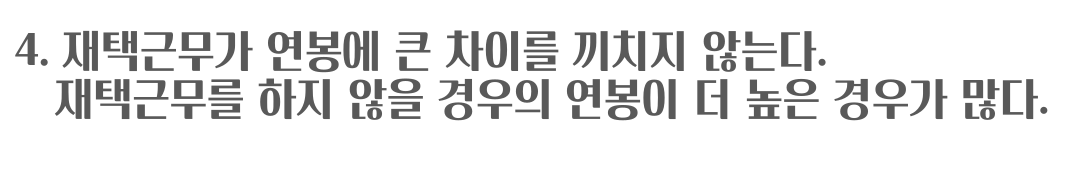 4. 재택근무가 연봉에 큰 차이를 끼치지 않는다.
재택근무를 하지 않을 경우의 연봉이 더 높은 경우가 많다.